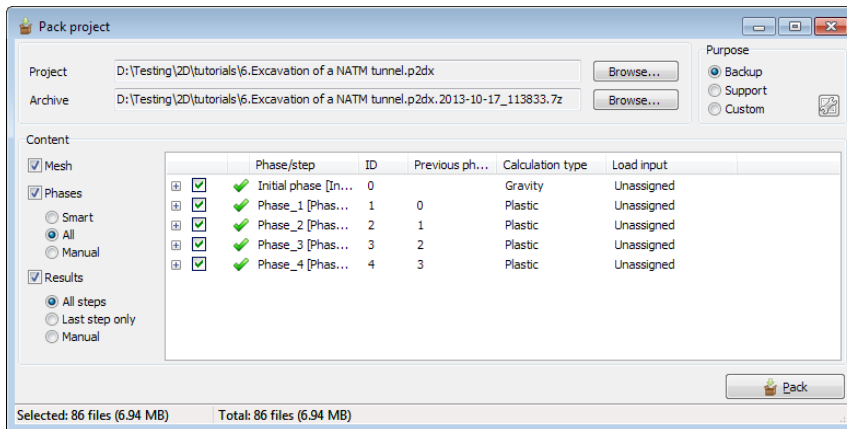 Pack project
Project D:\Testing\2D\tutorials\6.Excavation of a NATM tunnel.p2dx Browse...
Archive D:\Testing\2D\tutorials\6.Excavation of a NATM tunnel.p2dx.2013-10-17_113833.7z Browse...
Purpose
Backup
Support
Custom
Content
Mesh
Phases
Smart
All
Manual
Results
All steps
Last step only
Manual
Phase/step ID Previous ph... Calculation type Load input
Initial phase [In... 0 Gravity Unassigned
Phase_1 [Phas... 1 0 Plastic Unassigned
Phase_2 [Phas... 2 1 Plastic Unassigned
Phase_3 [Phas... 3 2 Plastic Unassigned
Phase_4 [Phas... 4 3 Plastic Unassigned
Pack
Selected: 86 files (6.94 MB) Total: 86 files (6.94 MB)